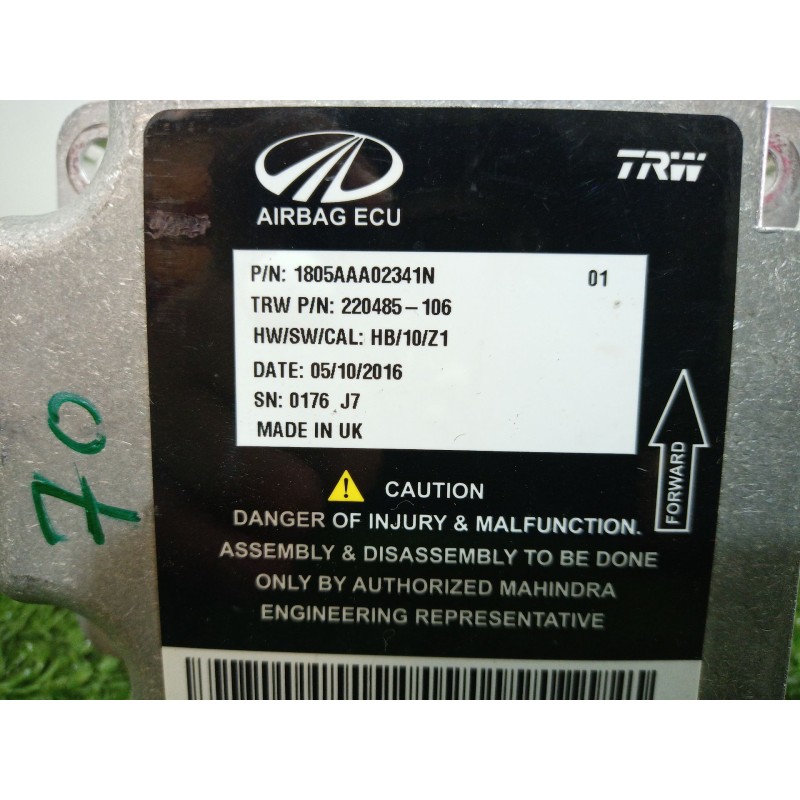 TRW
AIRBAG ECU
P/N: 1805AAA02341N 01
TRW P/N: 220485-106
HW/SW/CAL: HB/10/Z1
DATE: 05/10/2016
SN: 0176 J7
MADE IN UK
FORWARD
70
CAUTION
DANGER OF INJURY & MALFUNCTION.
ASSEMBLY & DISASSEMBLY TO BE DONE
ONLY BY AUTHORIZED MAHINDRA
ENGINEERING REPRESENTATIVE